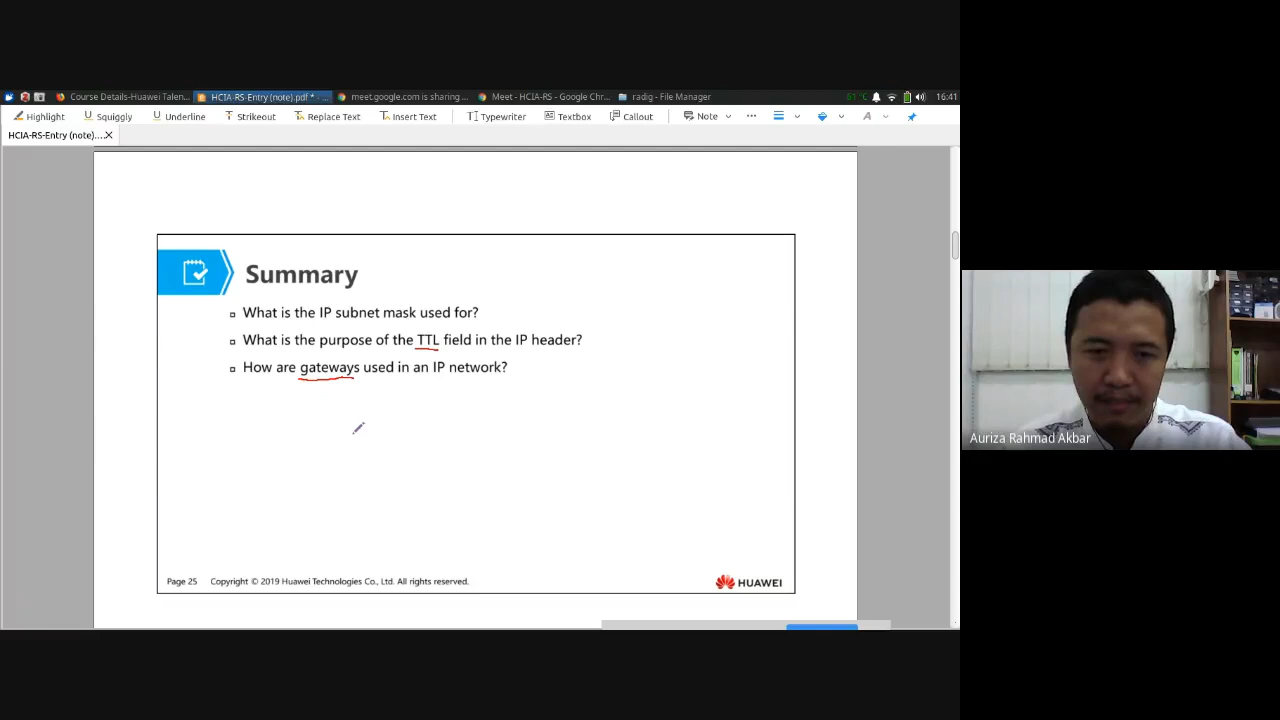 Course Details-Huawei Talen...
HCIA-RS-Entry (note).pdf * - ...
meet.google.com is sharing ...
Meet - HCIA-RS - Google Chr...
radig - File Manager
61 °C
16:41
Highlight
Squiggly
Underline
Strikeout
Replace Text
Insert Text
Typewriter
Textbox
Callout
Note
HCIA-RS-Entry (note)....
Summary
What is the IP subnet mask used for?
What is the purpose of the TTL field in the IP header?
How are gateways used in an IP network?
Page 25 Copyright © 2019 Huawei Technologies Co., Ltd. All rights reserved.
HUAWEI
Auriza Rahmad Akbar